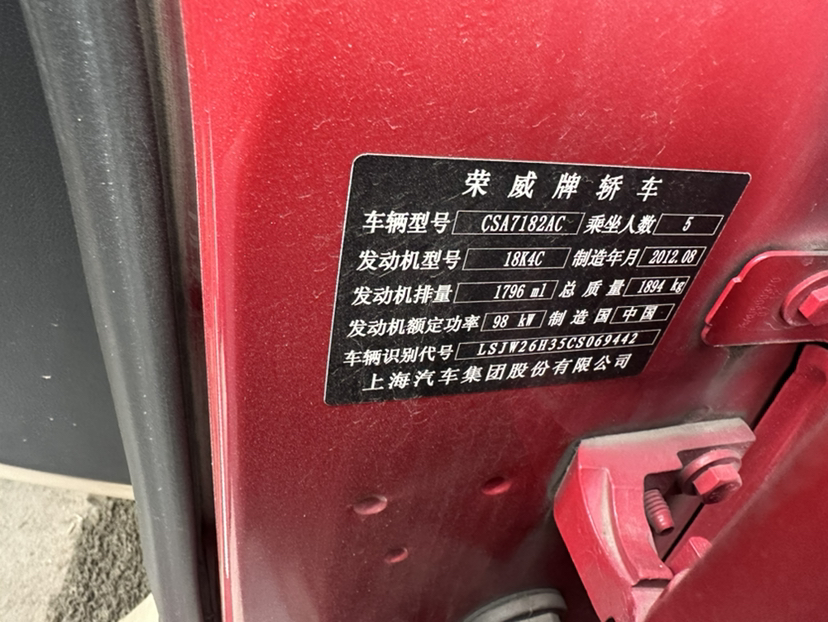 荣威牌轿车
车辆型号 CSA7182AC 乘坐人数 5
发动机型号 18K4C 制造年月 2012.08
发动机排量 1796 ml 总质量 1894 kg
发动机额定功率 98 kW 制造国 中国
车辆识别代号 LSJW26H35CS069442
上海汽车集团股份有限公司